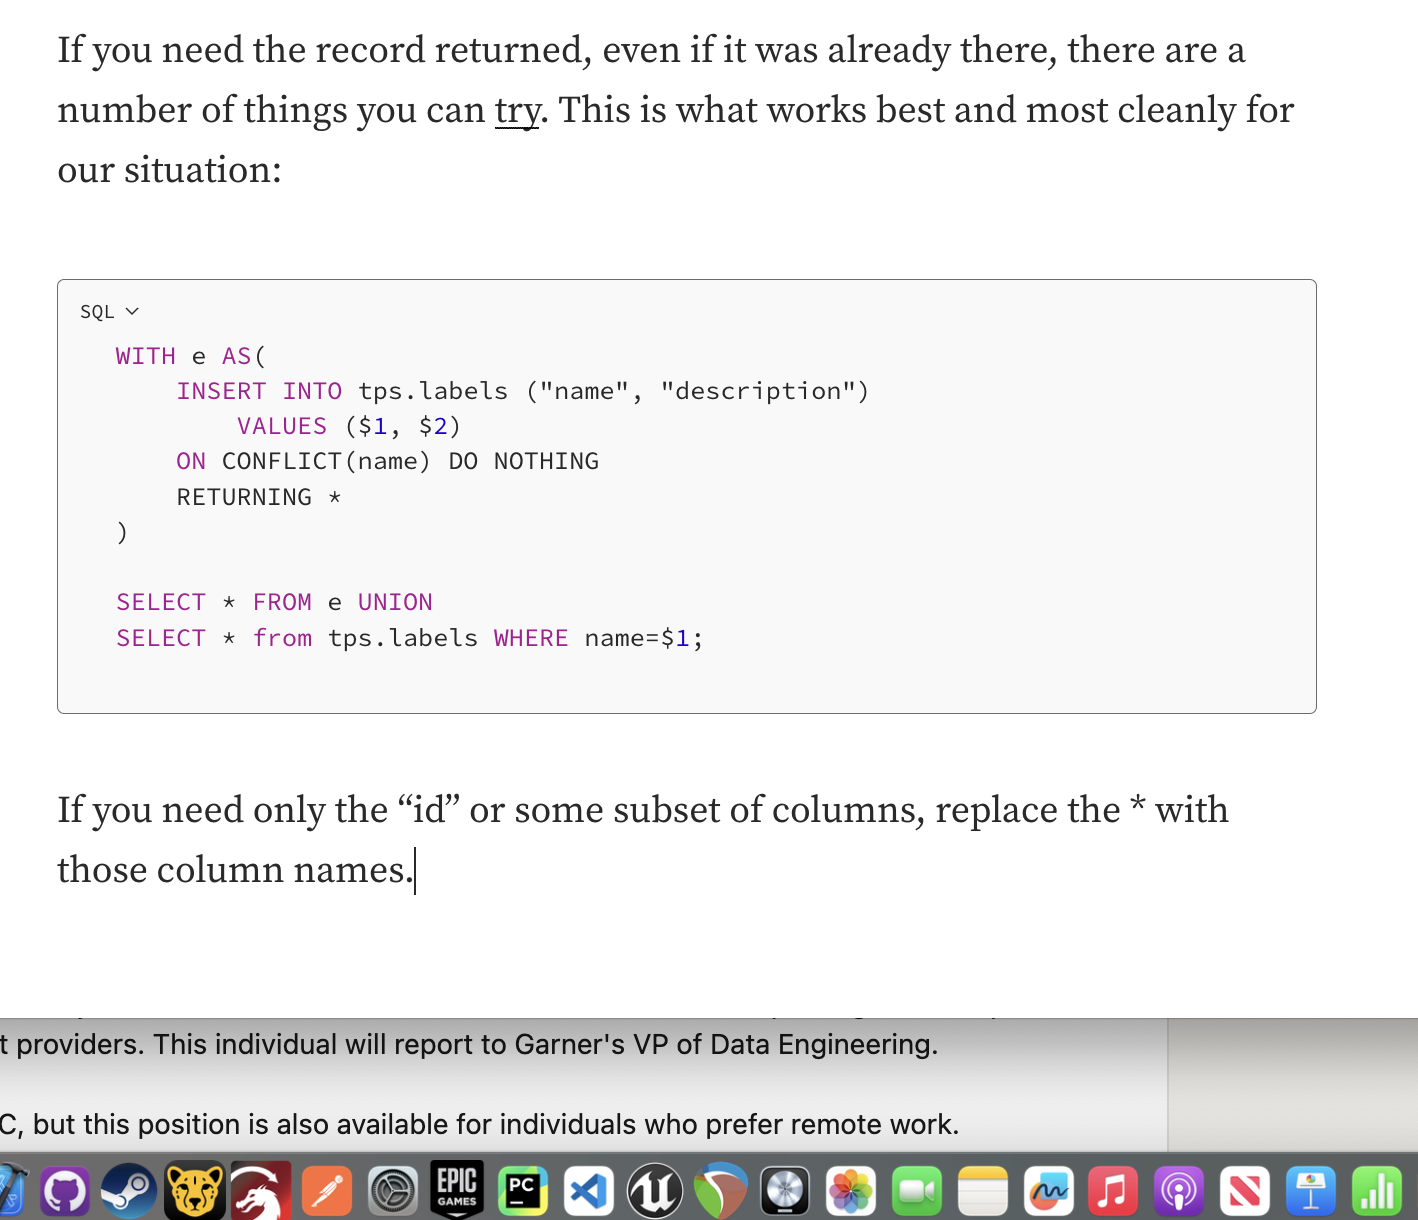 If you need the record returned, even if it was already there, there are a
number of things you can try. This is what works best and most cleanly for
our situation:
SQL
WITH e AS(
INSERT INTO tps.labels ("name", "description")
VALUES ($1, $2)
ON CONFLICT(name) DO NOTHING
RETURNING *
)
SELECT * FROM e UNION
SELECT * from tps.labels WHERE name=$1;
If you need only the “id” or some subset of columns, replace the * with
those column names.
t providers. This individual will report to Garner's VP of Data Engineering.
C, but this position is also available for individuals who prefer remote work.
EPIC
GAMES
PC